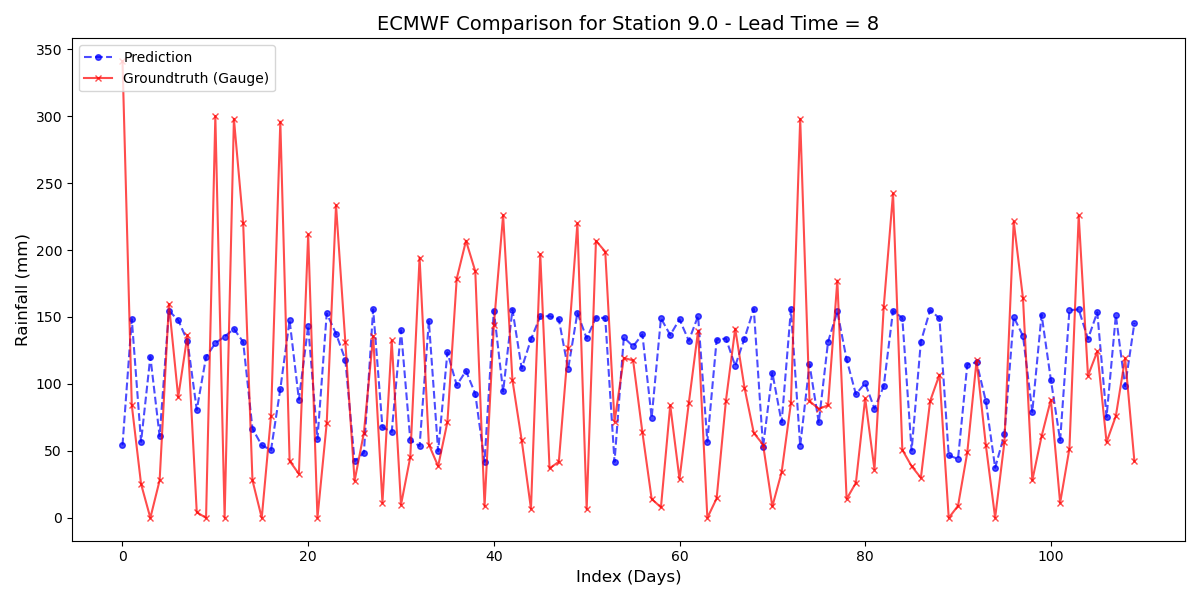 ECMWF Comparison for Station 9.0 - Lead Time = 8
Prediction
Groundtruth (Gauge)
Rainfall (mm)
350
300
250
200
150
100
50
0
0
20
40
60
80
100
Index (Days)